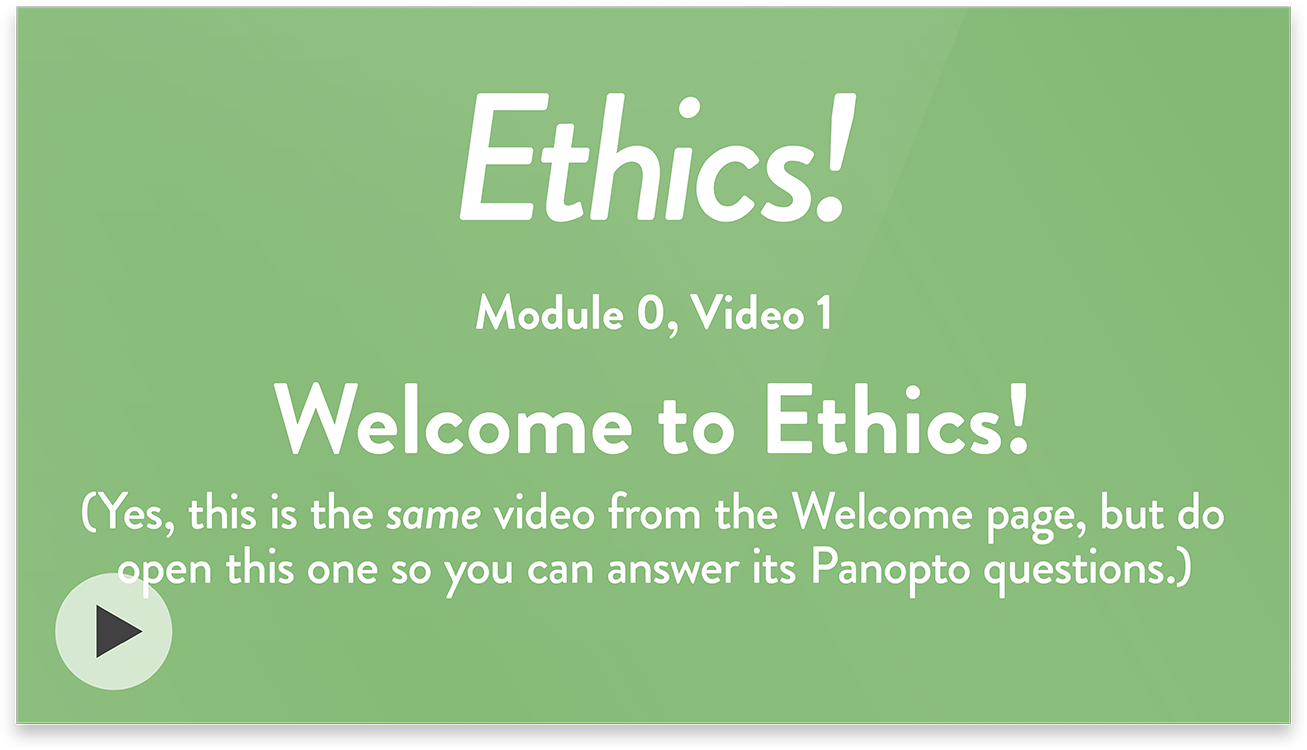 Ethics!
Module 0, Video 1
Welcome to Ethics!
(Yes, this is the same video from the Welcome page, but do
open this one so you can answer its Panopto questions.)